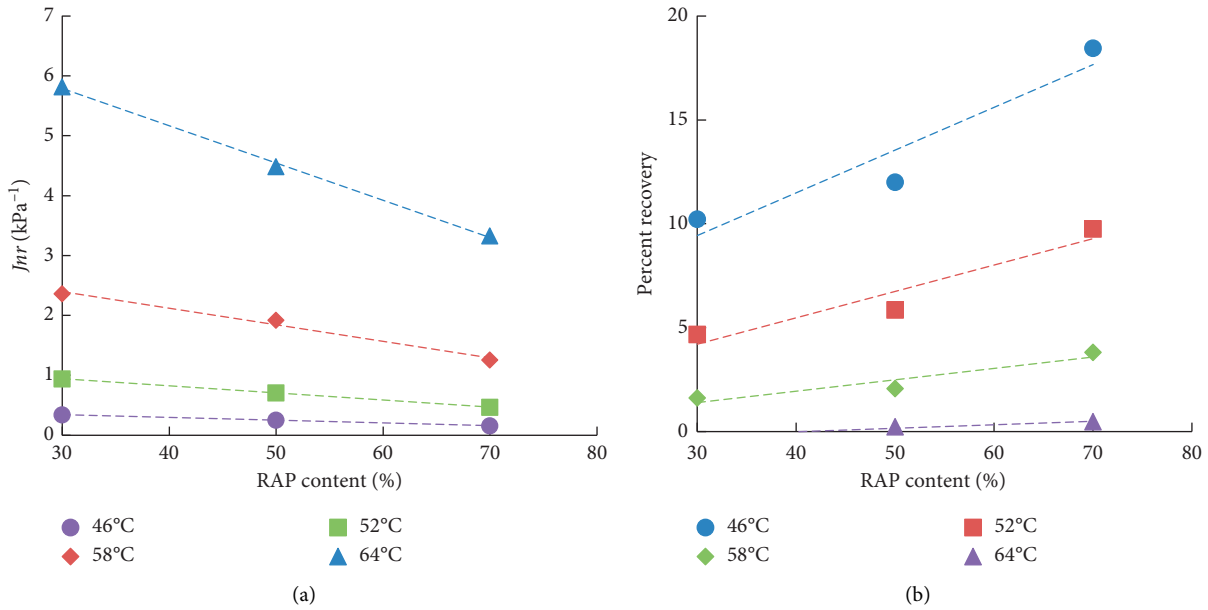 7
6
5
4
3
2
1
0
Jnr (kPa⁻¹)
30 40 50 60 70 80
RAP content (%)
46°C 52°C
58°C 64°C
(a)
20
15
10
5
0
Percent recovery
30 40 50 60 70 80
RAP content (%)
46°C 52°C
58°C 64°C
(b)